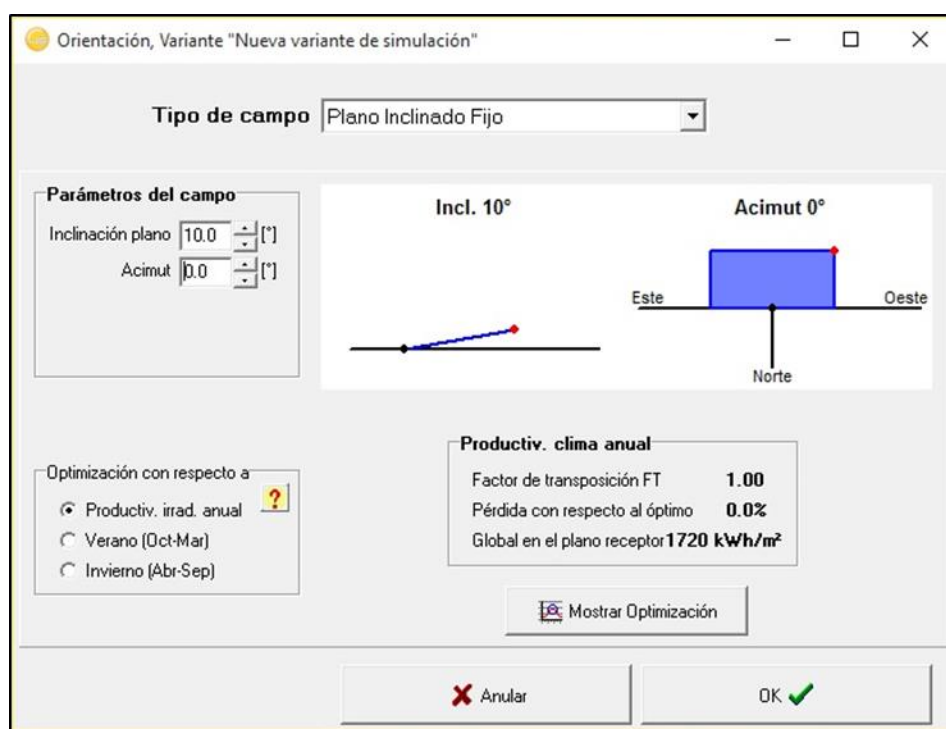 Orientación, Variante "Nueva variante de simulación"
Tipo de campo Plano Inclinado Fijo
Parámetros del campo
Inclinación plano 10.0 [°]
Acimut 0.0 [°]
Incl. 10°
Acimut 0°
Este
Oeste
Norte
Optimización con respecto a
?
Productiv. irrad. anual
Verano (Oct-Mar)
Invierno (Abr-Sep)
Productiv. clima anual
Factor de transposición FT 1.00
Pérdida con respecto al óptimo 0.0%
Global en el plano receptor 1720 kWh/m²
Mostrar Optimización
Anular
OK